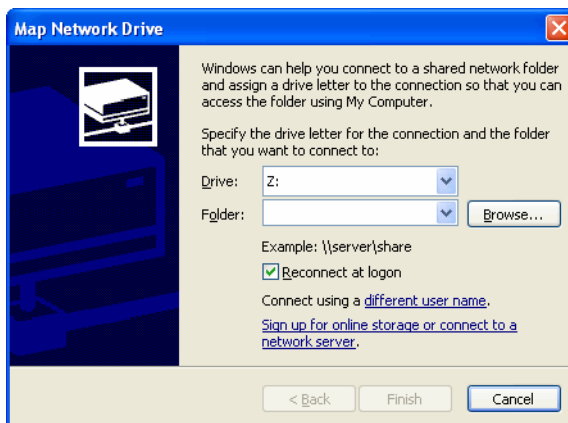 Map Network Drive
Windows can help you connect to a shared network folder
and assign a drive letter to the connection so that you can
access the folder using My Computer.
Specify the drive letter for the connection and the folder
that you want to connect to:
Drive: Z:
Folder: Browse...
Example: \\server\share
Reconnect at logon
Connect using a different user name.
Sign up for online storage or connect to a
network server.
< Back Finish Cancel